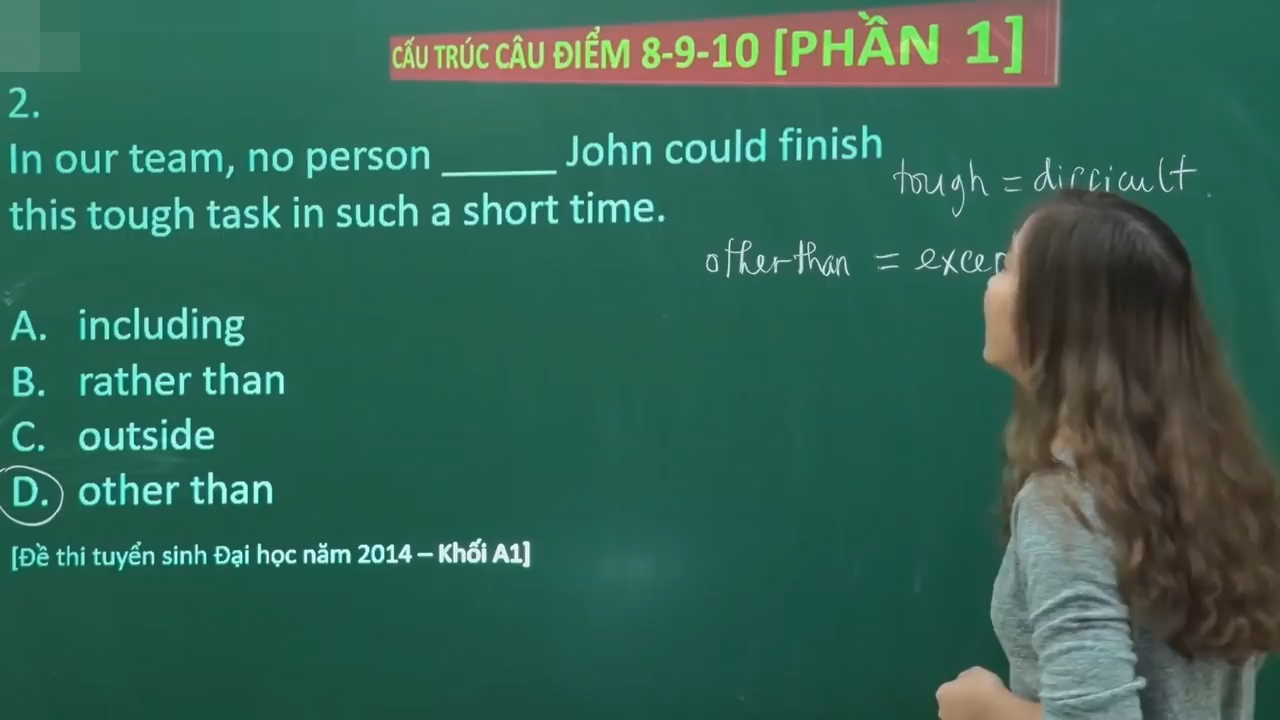 CẤU TRÚC CÂU ĐIỂM 8-9-10 [PHẦN 1]
2.
In our team, no person ______ John could finish
this tough task in such a short time.
tough = difficult
other than =
A. including
B. rather than
C. outside
D. other than
[Đề thi tuyển sinh Đại học năm 2014 – Khối A1]